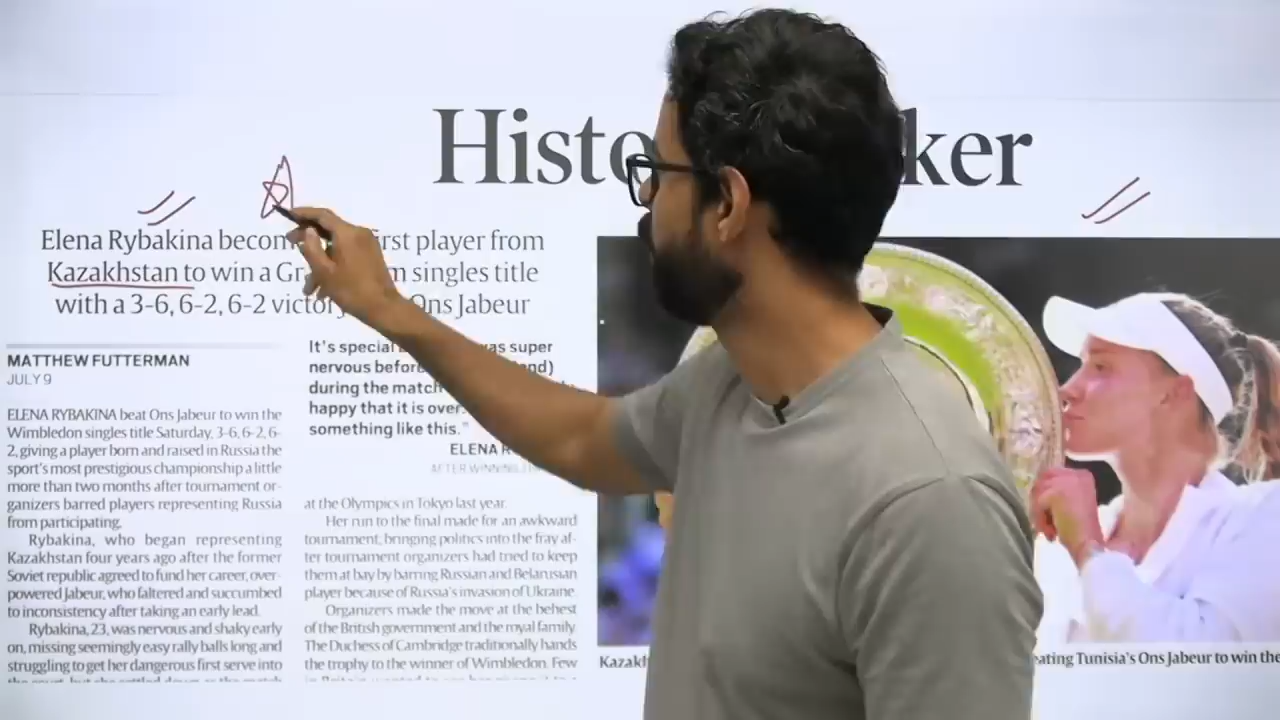 Histo ker
Elena Rybakina becom first player from
Kazakhstan to win a Gr m singles title
with a 3-6, 6-2, 6-2 victor Ons Jabeur
MATTHEW FUTTERMAN
JULY 9
ELENA RYBAKINA beat Ons Jabeur to win the
Wimbledon singles title Saturday, 3-6, 6-2, 6-
2, giving a player born and raised in Russia the
sport's most prestigious championship a little
more than two months after tournament or-
ganizers barred players representing Russia
from participating.
Rybakina, who began representing
Kazakhstan four years ago after the former
Soviet republic agreed to fund her career, over-
powered Jabeur, who faltered and succumbed
to inconsistency after taking an early lead.
Rybakina, 23, was nervous and shaky early
on, missing seemingly easy rally balls long and
struggling to get her dangerous first serve into
It's special was super
nervous before nd)
during the match
happy that it is over.
something like this."
ELENA R
AFTER WINNING
at the Olympics in Tokyo last year.
Her run to the final made for an awkward
tournament, bringing politics into the fray af-
ter tournament organizers had tried to keep
them at bay by barring Russian and Belarusian
player because of Russia's invasion of Ukraine.
Organizers made the move at the behest
of the British government and the royal family.
The Duchess of Cambridge traditionally hands
the trophy to the winner of Wimbledon. Few
Kazakh
eating Tunisia's Ons Jabeur to win the